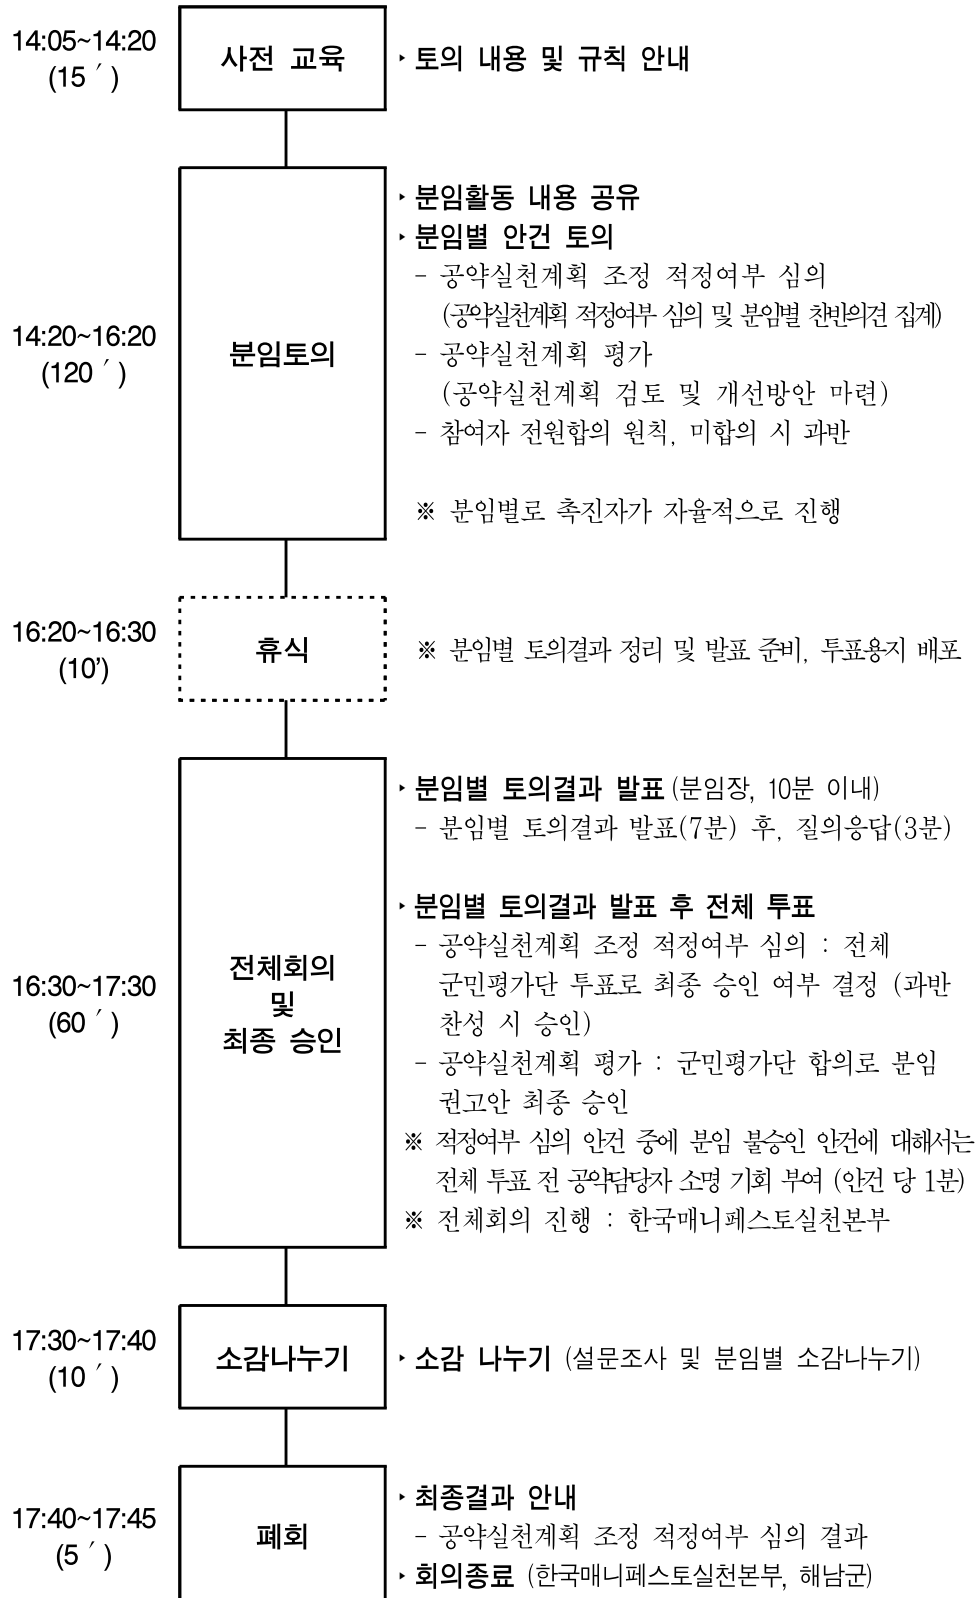 14:05~14:20
(15´)
사전 교육
‣ 토의 내용 및 규칙 안내
14:20~16:20
(120´)
분임토의
‣ 분임활동 내용 공유
‣ 분임별 안건 토의
- 공약실천계획 조정 적정여부 심의
(공약실천계획 적정여부 심의 및 분임별 찬반의견 집계)
- 공약실천계획 평가
(공약실천계획 검토 및 개선방안 마련)
- 참여자 전원합의 원칙, 미합의 시 과반
※ 분임별로 촉진자가 자율적으로 진행
16:20~16:30
(10’)
휴식
※ 분임별 토의결과 정리 및 발표 준비, 투표용지 배포
16:30~17:30
(60´)
전체회의
및
최종 승인
‣ 분임별 토의결과 발표 (분임장, 10분 이내)
- 분임별 토의결과 발표(7분) 후, 질의응답(3분)
‣ 분임별 토의결과 발표 후 전체 투표
- 공약실천계획 조정 적정여부 심의 : 전체
군민평가단 투표로 최종 승인 여부 결정 (과반
찬성 시 승인)
- 공약실천계획 평가 : 군민평가단 합의로 분임
권고안 최종 승인
※ 적정여부 심의 안건 중에 분임 불승인 안건에 대해서는
전체 투표 전 공약담당자 소명 기회 부여 (안건 당 1분)
※ 전체회의 진행 : 한국매니페스토실천본부
17:30~17:40
(10´)
소감나누기
‣ 소감 나누기 (설문조사 및 분임별 소감나누기)
17:40~17:45
(5´)
폐회
‣ 최종결과 안내
- 공약실천계획 조정 적정여부 심의 결과
‣ 회의종료 (한국매니페스토실천본부, 해남군)